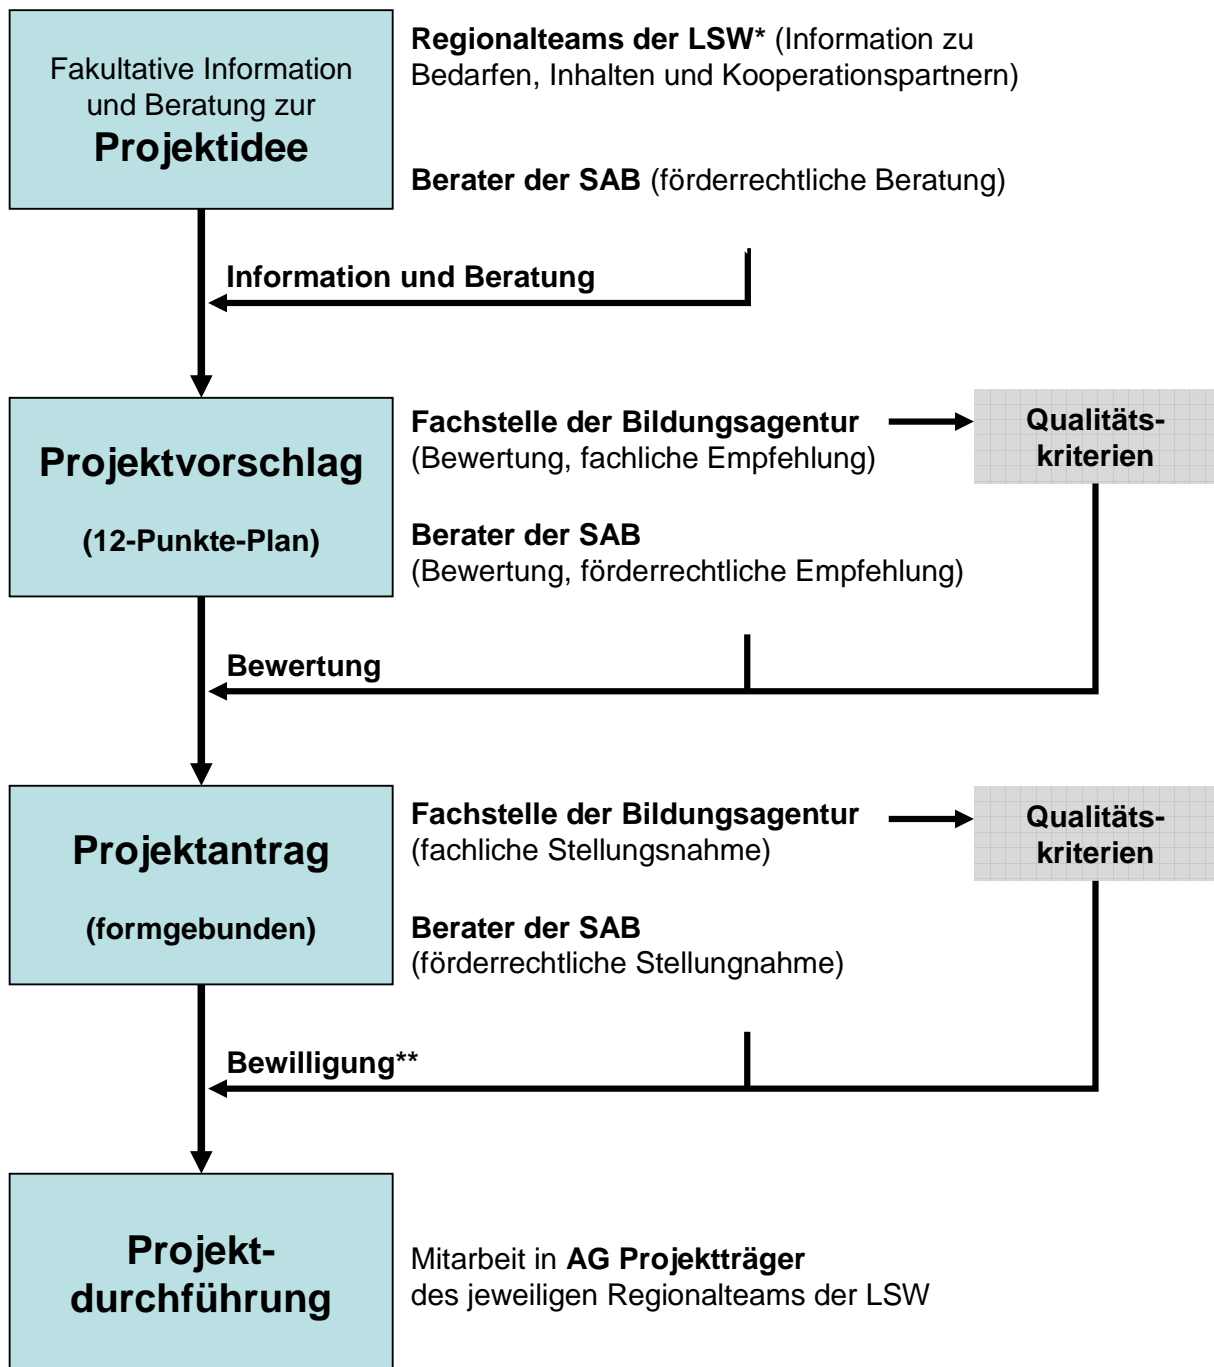 Fakultative Information
und Beratung zur
Projektidee
Regionalteams der LSW* (Information zu
Bedarfen, Inhalten und Kooperationspartnern)
Berater der SAB (förderrechtliche Beratung)
Information und Beratung
Projektvorschlag
(12-Punkte-Plan)
Fachstelle der Bildungsagentur
(Bewertung, fachliche Empfehlung)
Qualitäts-
kriterien
Berater der SAB
(Bewertung, förderrechtliche Empfehlung)
Bewertung
Projektantrag
(formgebunden)
Fachstelle der Bildungsagentur
(fachliche Stellungsnahme)
Qualitäts-
kriterien
Berater der SAB
(förderrechtliche Stellungnahme)
Bewilligung**
Projekt-
durchführung
Mitarbeit in AG Projektträger
des jeweiligen Regionalteams der LSW